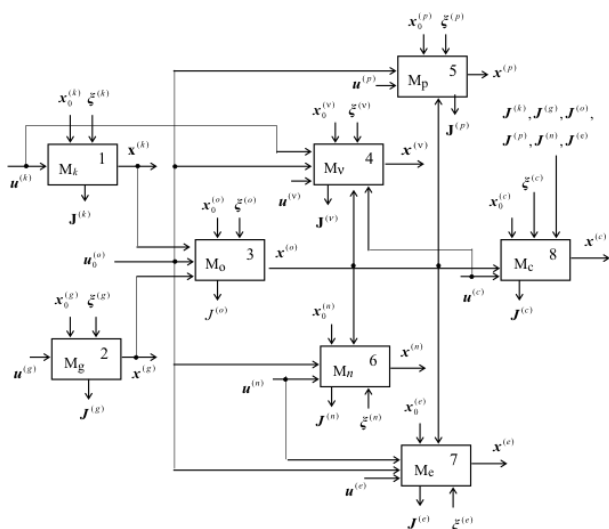 x₀⁽ᵖ⁾ ξ⁽ᵖ⁾
5
Mp
x⁽ᵖ⁾
u⁽ᵖ⁾
J⁽ᵖ⁾
x₀⁽ᵏ⁾ ξ⁽ᵏ⁾
1
Mk
x⁽ᵏ⁾
u⁽ᵏ⁾
J⁽ᵏ⁾
x₀⁽ᵛ⁾ ξ⁽ᵛ⁾
4
Mv
x⁽ᵛ⁾
u⁽ᵛ⁾
J⁽ᵛ⁾
J⁽ᵏ⁾, J⁽ᵍ⁾, J⁽ᵒ⁾,
J⁽ᵖ⁾, J⁽ⁿ⁾, J⁽ᵉ⁾
x₀⁽ᵒ⁾ ξ⁽ᵒ⁾
3
Mo
x⁽ᵒ⁾
u₀⁽ᵒ⁾
J⁽ᵒ⁾
x₀⁽ᶜ⁾ ξ⁽ᶜ⁾
8
Mc
x⁽ᶜ⁾
u⁽ᶜ⁾
J⁽ᶜ⁾
x₀⁽ᵍ⁾ ξ⁽ᵍ⁾
2
Mg
x⁽ᵍ⁾
u⁽ᵍ⁾
J⁽ᵍ⁾
x₀⁽ⁿ⁾
6
Mn
x⁽ⁿ⁾
u⁽ⁿ⁾
J⁽ⁿ⁾
ξ⁽ⁿ⁾
x₀⁽ᵉ⁾
7
Me
x⁽ᵉ⁾
u⁽ᵉ⁾
J⁽ᵉ⁾
ξ⁽ᵉ⁾